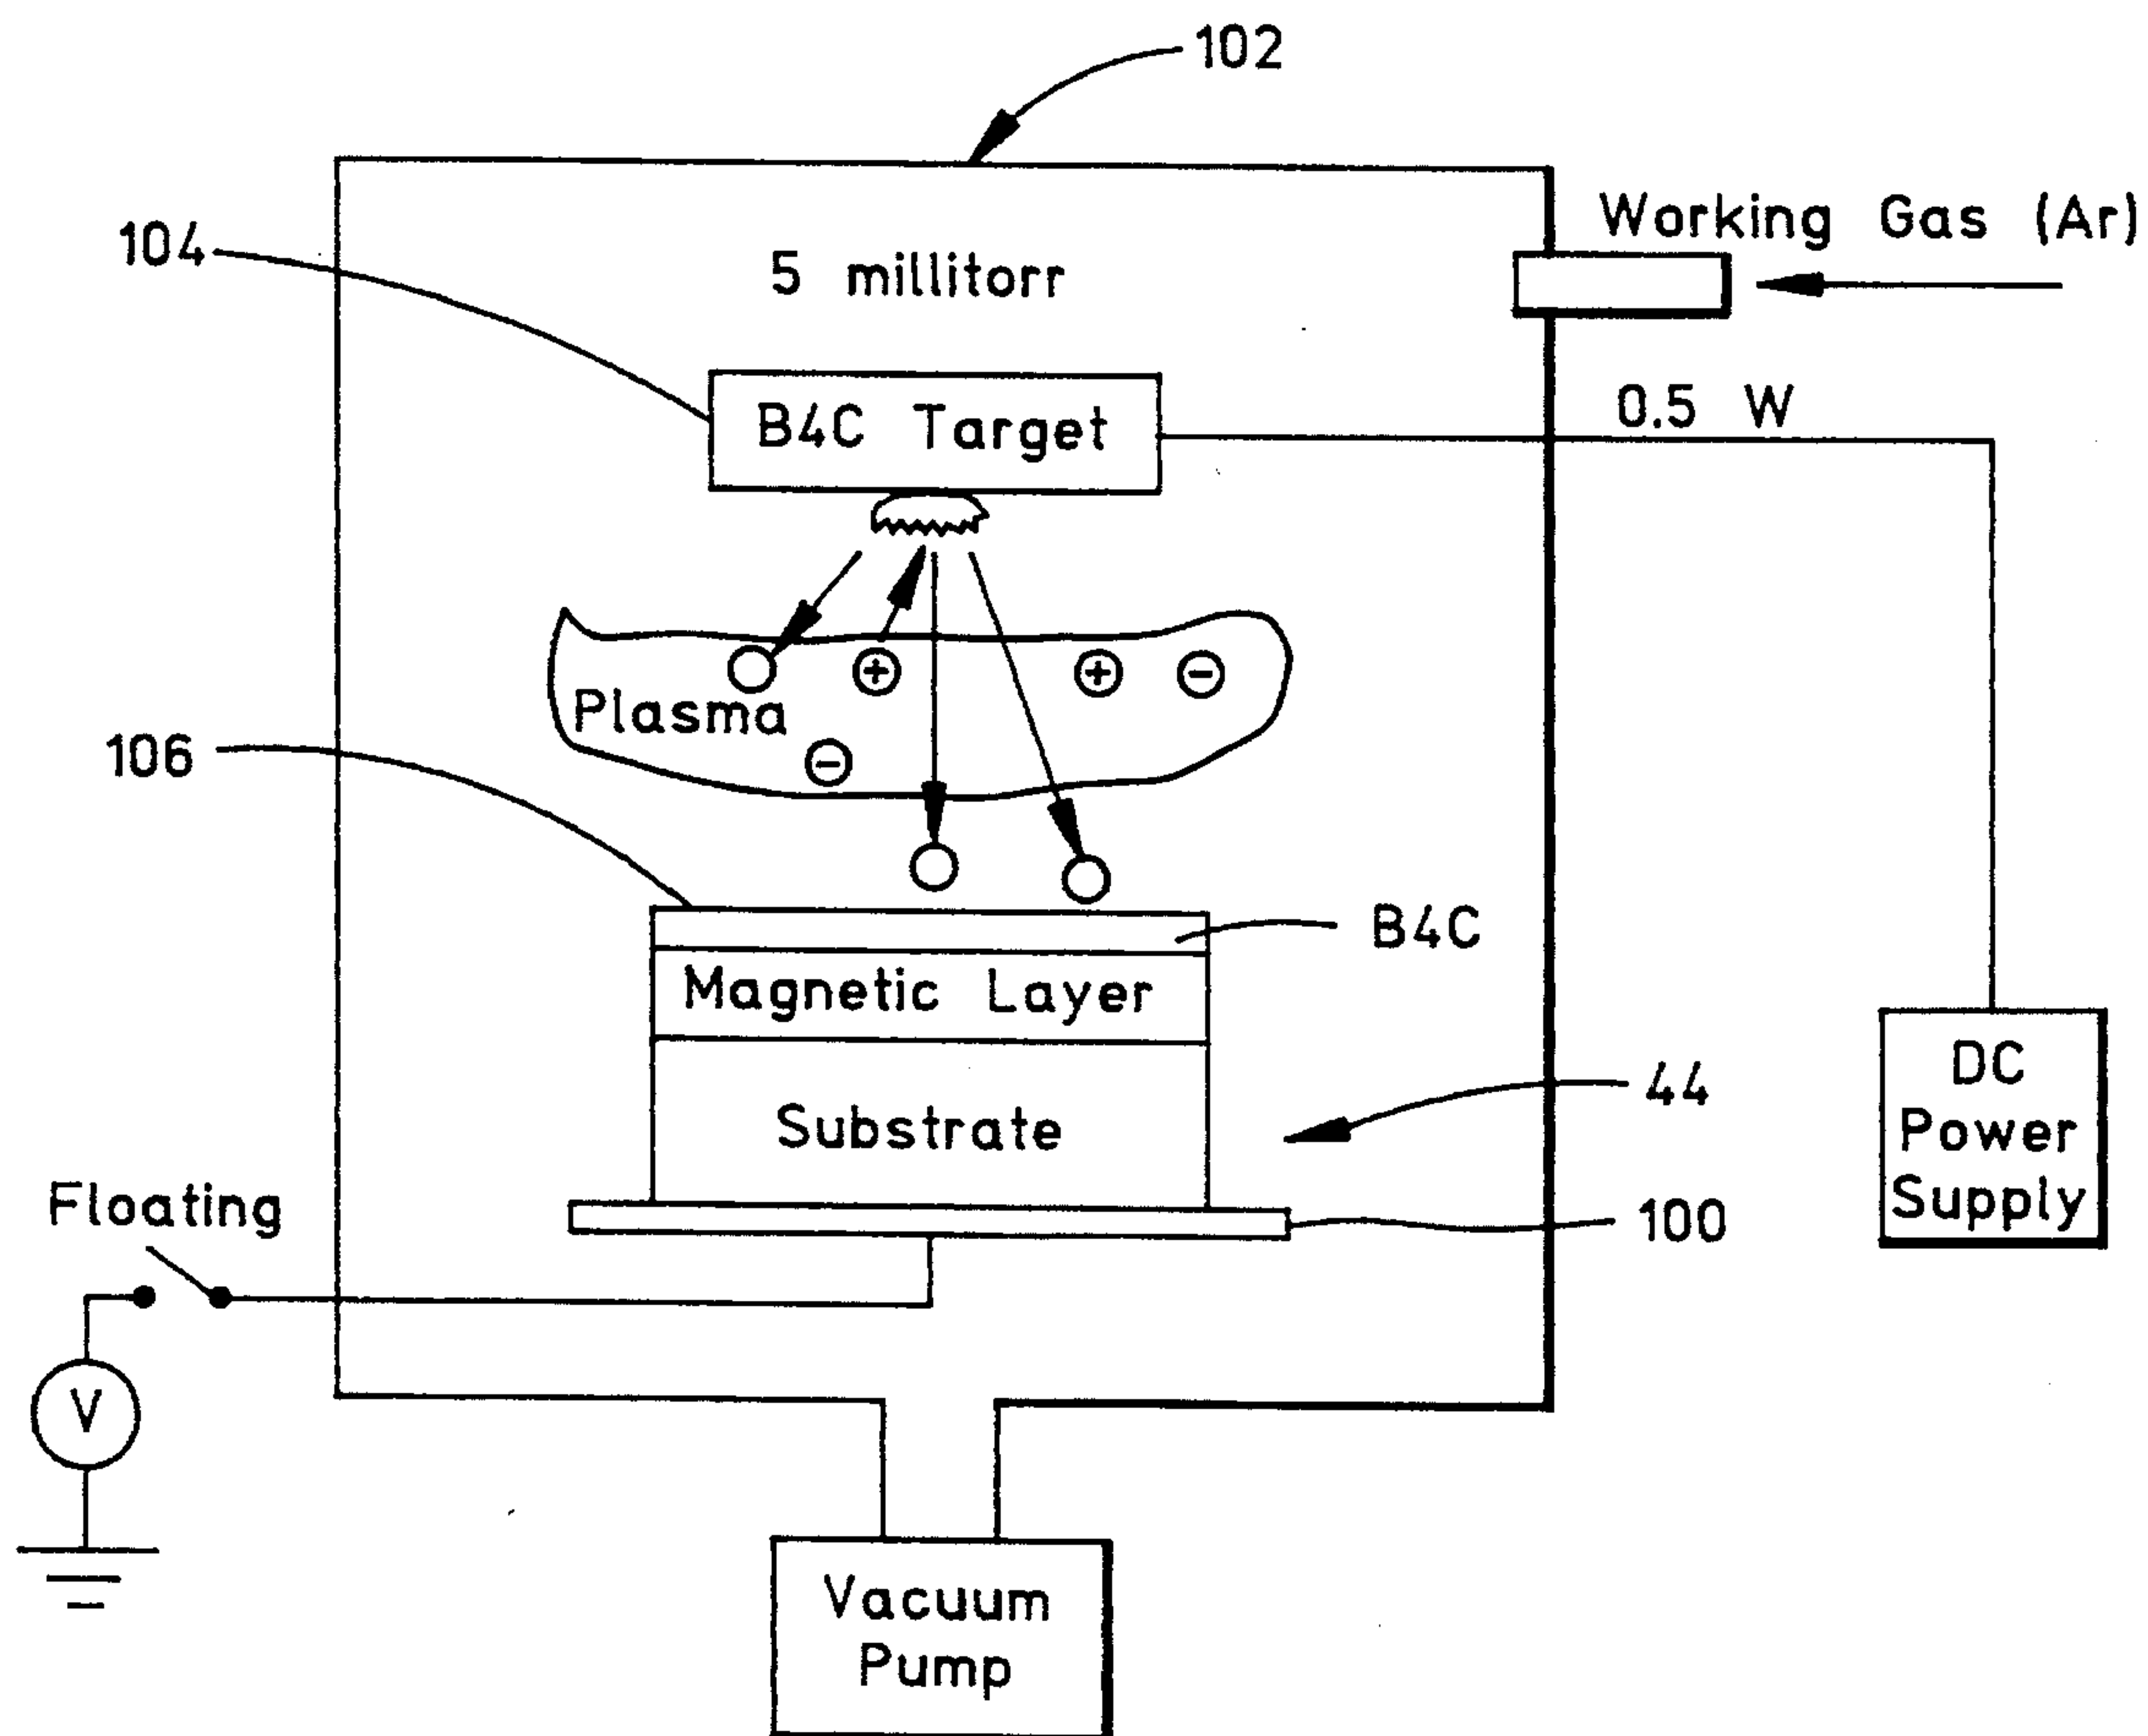 102
Working Gas (Ar)
104
5 millitorr
0.5 W
B4C Target
Plasma
106
B4C
Magnetic Layer
44
DC
Power
Supply
Substrate
100
Floating
V
Vacuum
Pump